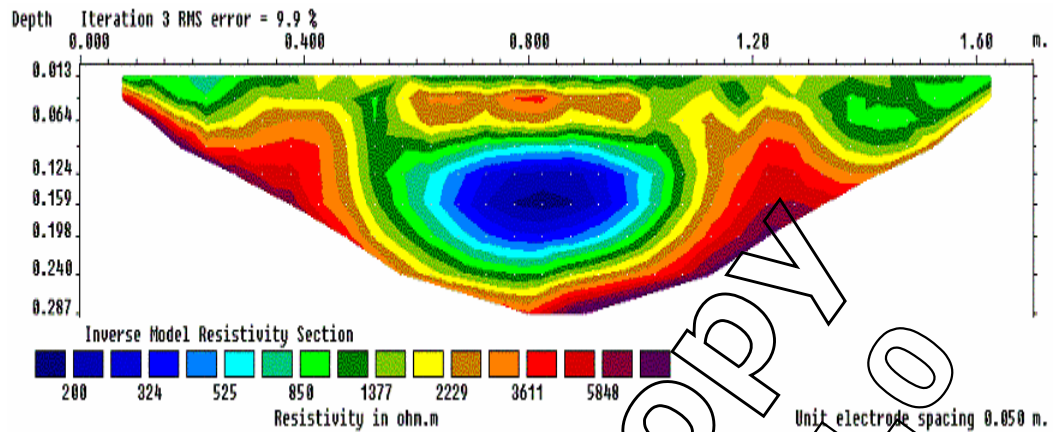 Depth Iteration 3 RMS error = 9.9 %
0.000 0.400 0.800 1.20 1.60 m.
0.013
0.064
0.124
0.159
0.198
0.240
0.287
Inverse Model Resistivity Section
200 324 525 850 1377 2229 3611 5848
Resistivity in ohm.m
Unit electrode spacing 0.050 m.
opy
o